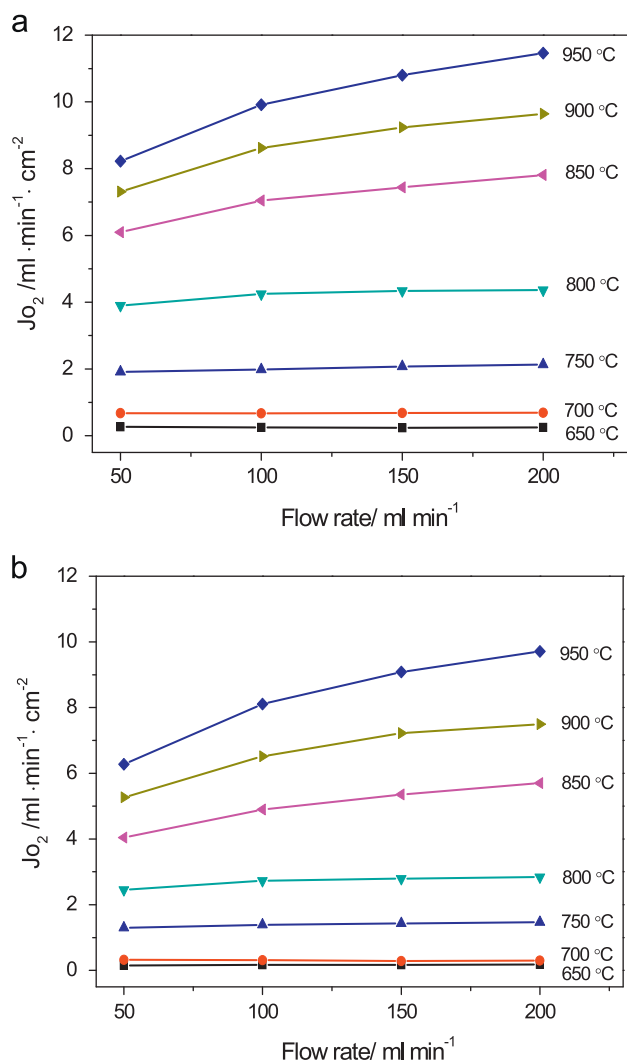 a
12
10
8
6
4
2
0
Jo₂ /ml ·min⁻¹· cm⁻²
950 °C
900 °C
850 °C
800 °C
750 °C
700 °C
650 °C
50 100 150 200
Flow rate/ ml min⁻¹
b
12
10
8
6
4
2
0
Jo₂ /ml ·min⁻¹· cm⁻²
950 °C
900 °C
850 °C
800 °C
750 °C
700 °C
650 °C
50 100 150 200
Flow rate/ ml min⁻¹